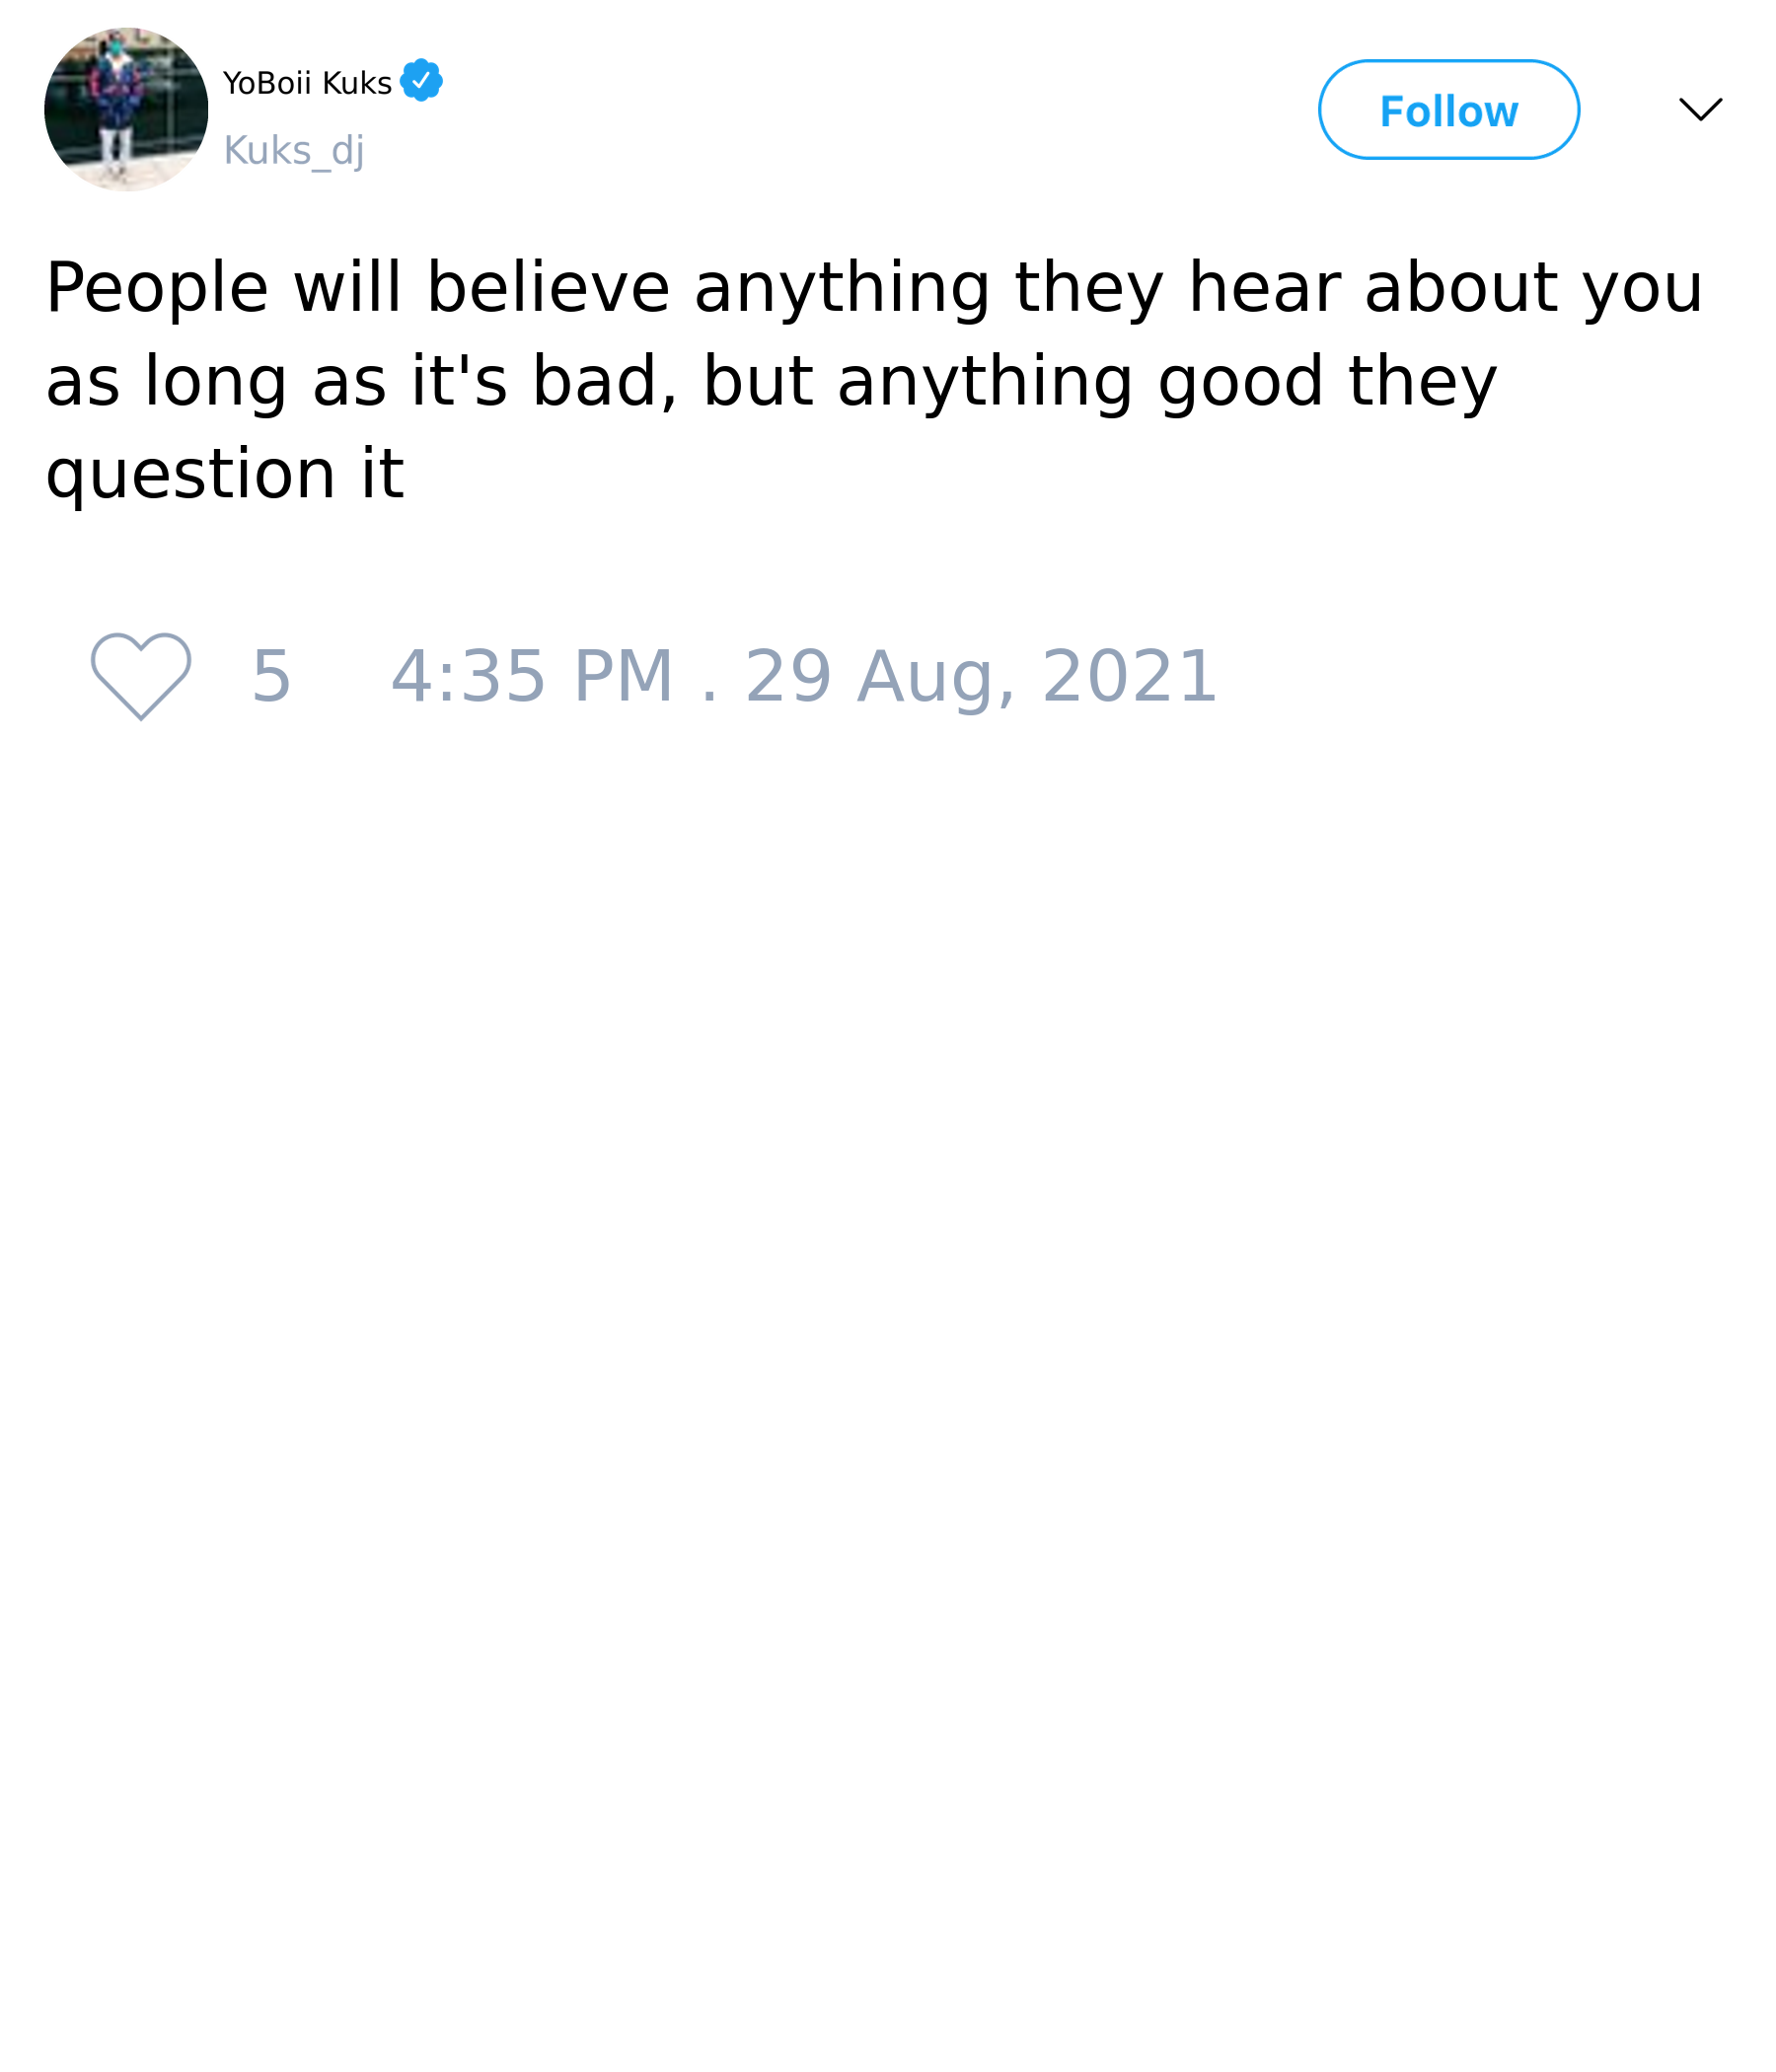 YoBoii Kuks
Kuks_dj
Follow
People will believe anything they hear about you
as long as it's bad, but anything good they
question it
5 4:35 PM . 29 Aug, 2021